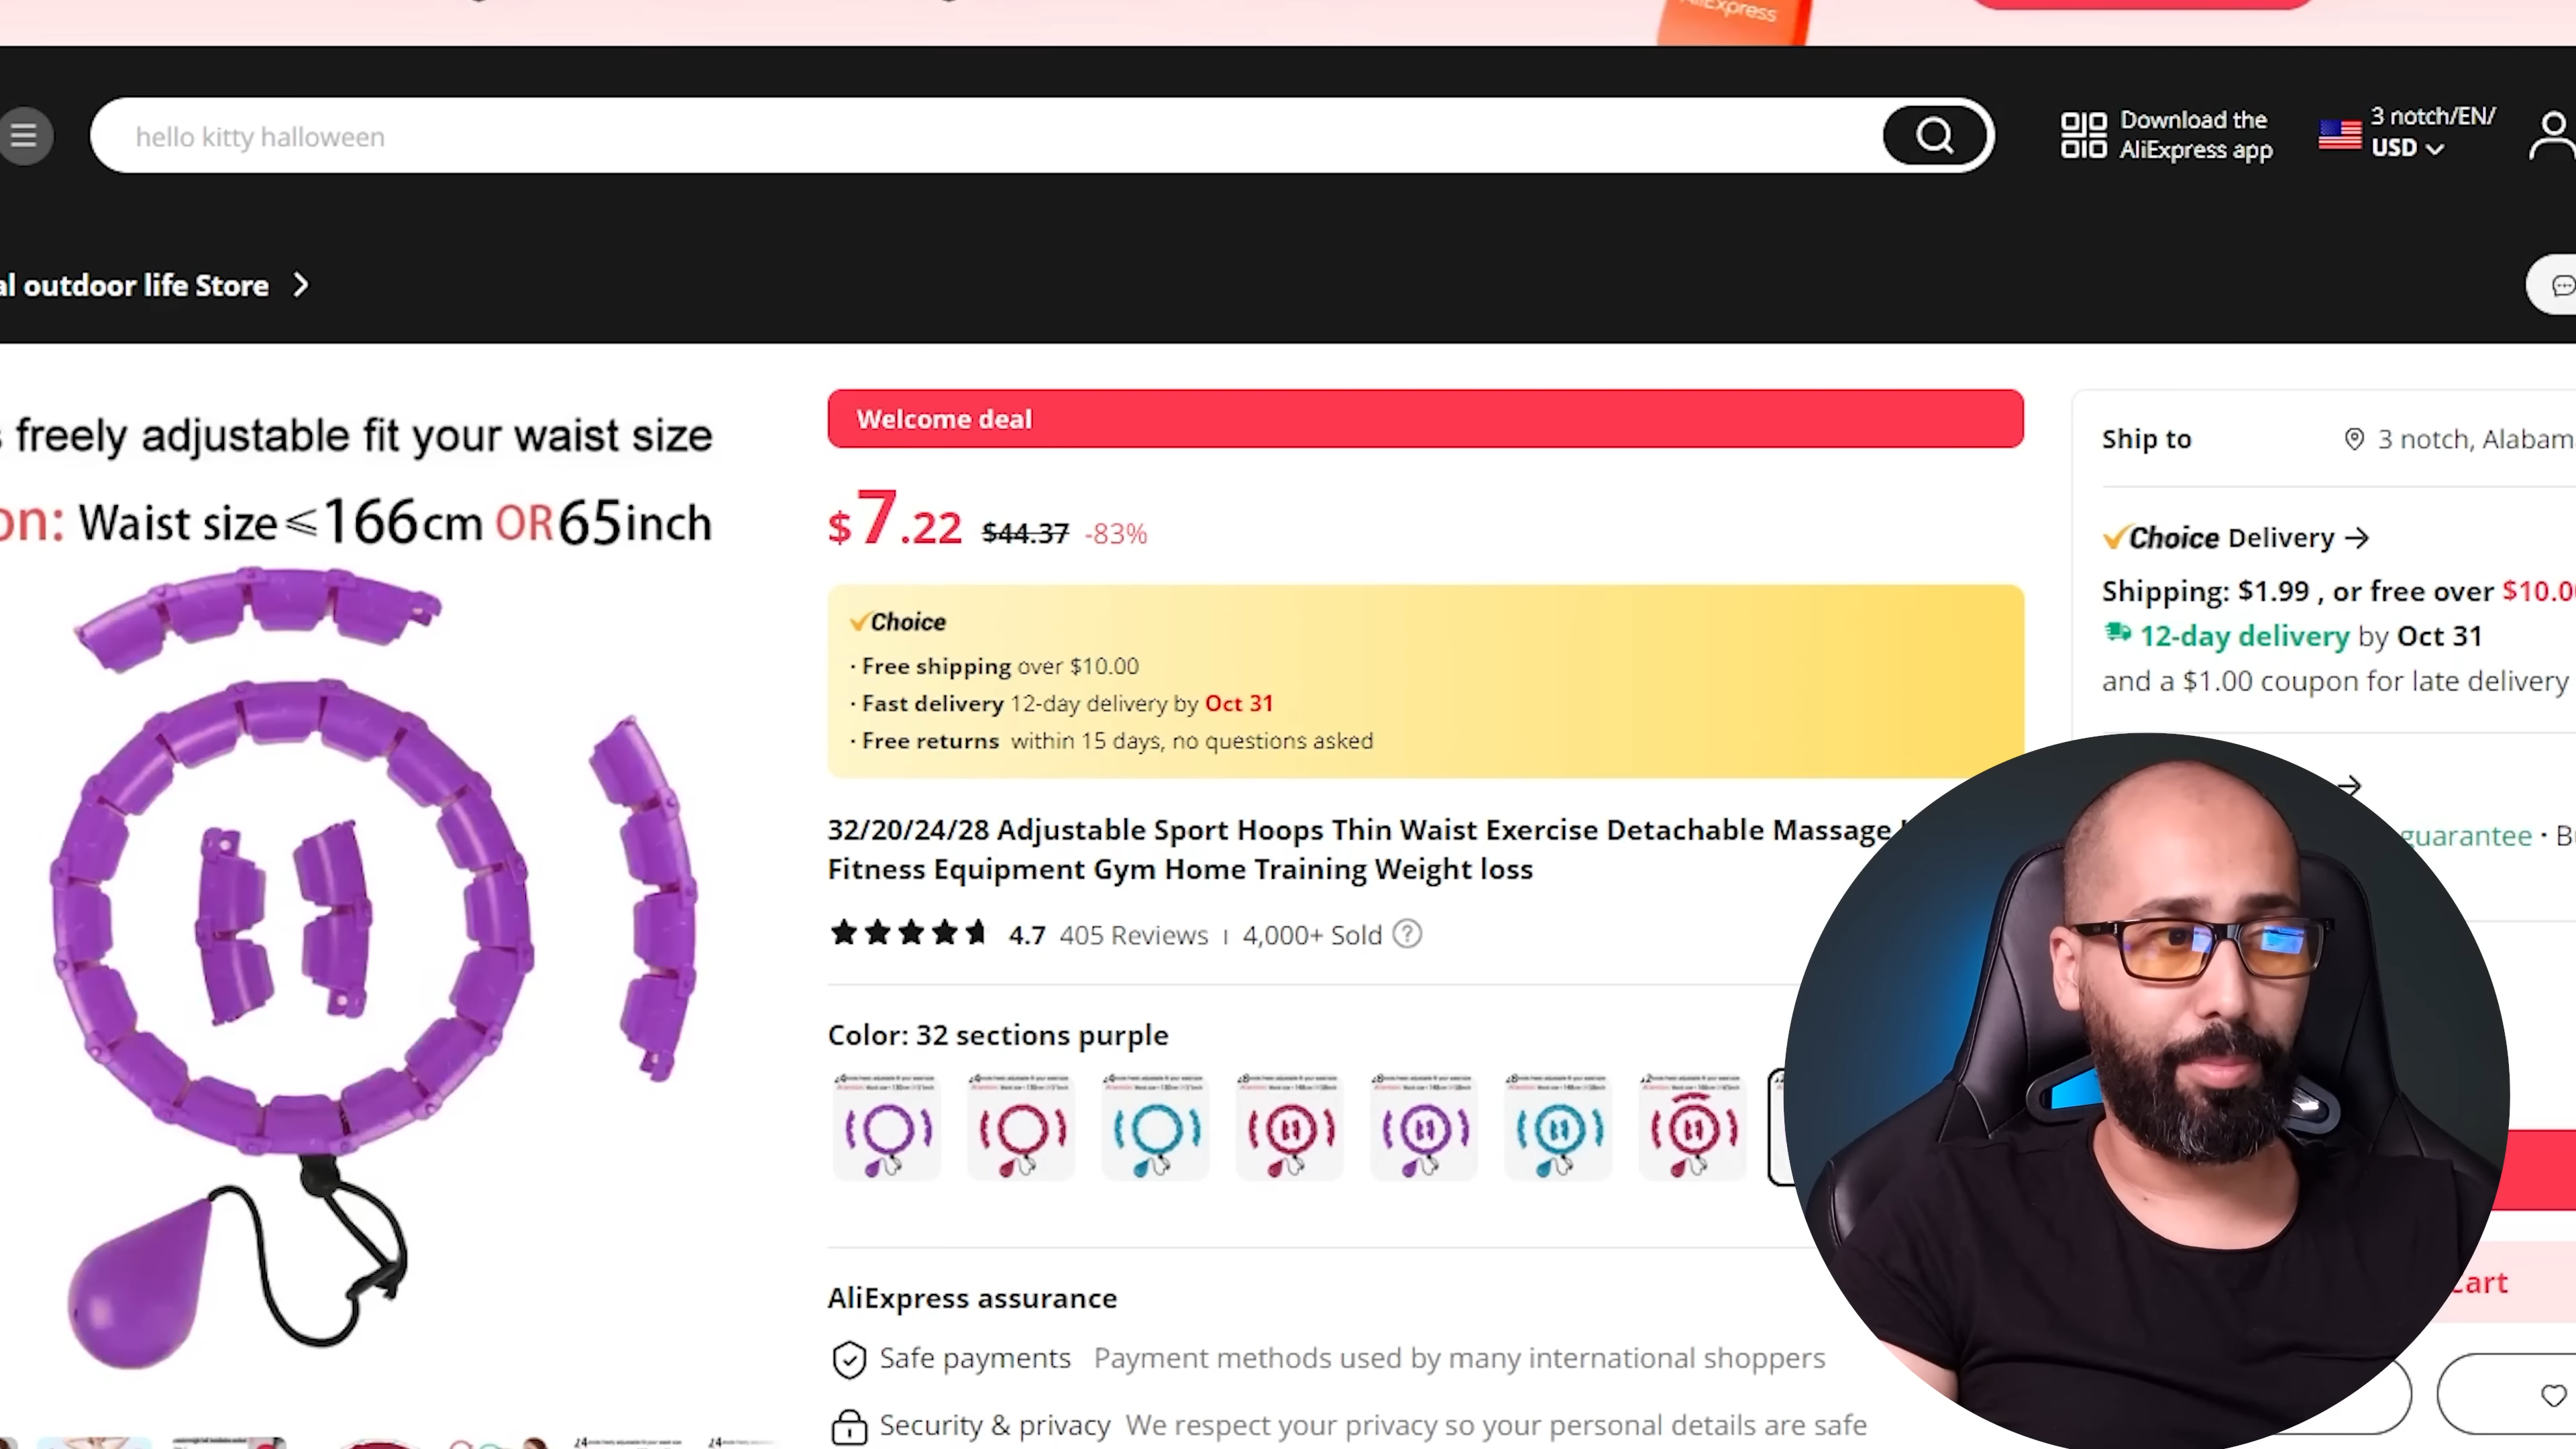 AliExpress
hello kitty halloween
Download the
AliExpress app
3 notch/EN/
USD
al outdoor life Store
s freely adjustable fit your waist size
on: Waist size≤166cm OR65inch
Welcome deal
$7.22 $44.37 -83%
Choice
· Free shipping over $10.00
· Fast delivery 12-day delivery by Oct 31
· Free returns within 15 days, no questions asked
32/20/24/28 Adjustable Sport Hoops Thin Waist Exercise Detachable Massage
Fitness Equipment Gym Home Training Weight loss
4.7 405 Reviews 4,000+ Sold
Color: 32 sections purple
AliExpress assurance
Safe payments Payment methods used by many international shoppers
Security & privacy We respect your privacy so your personal details are safe
Ship to 3 notch, Alabam
Choice Delivery
Shipping: $1.99 , or free over $10.0
12-day delivery by Oct 31
and a $1.00 coupon for late delivery
guarantee · B
Cart